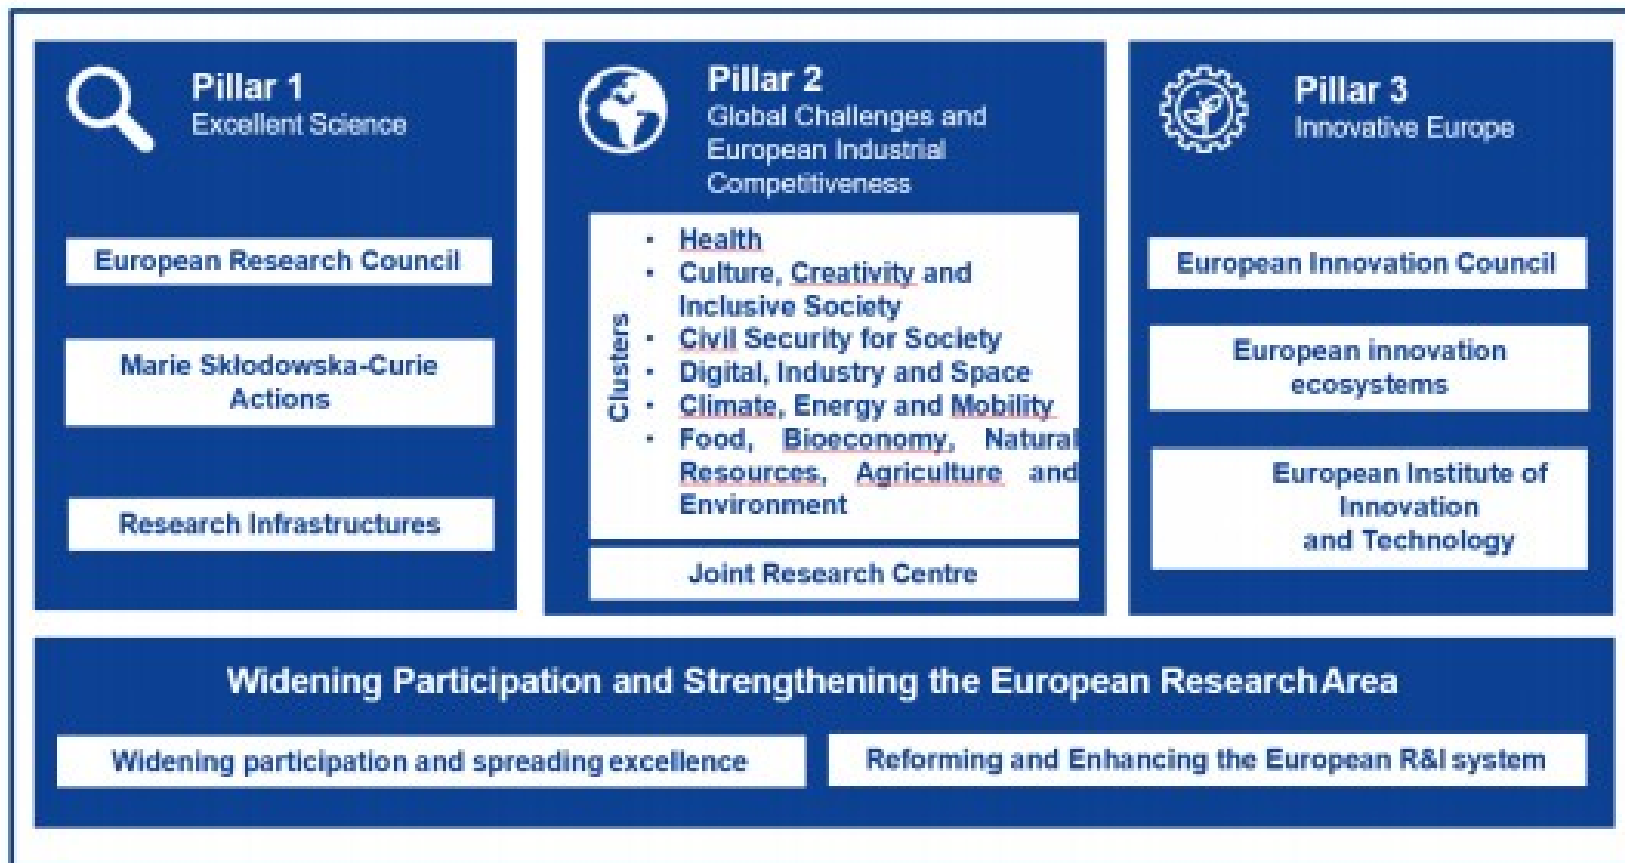 Pillar 1
Excellent Science
European Research Council
Marie Skłodowska-Curie
Actions
Research Infrastructures
Pillar 2
Global Challenges and
European Industrial
Competitiveness
Clusters
• Health
• Culture, Creativity and
Inclusive Society
• Civil Security for Society
• Digital, Industry and Space
• Climate, Energy and Mobility
• Food, Bioeconomy, Natural
Resources, Agriculture and
Environment
Joint Research Centre
Pillar 3
Innovative Europe
European Innovation Council
European innovation
ecosystems
European Institute of
Innovation
and Technology
Widening Participation and Strengthening the European Research Area
Widening participation and spreading excellence
Reforming and Enhancing the European R&I system